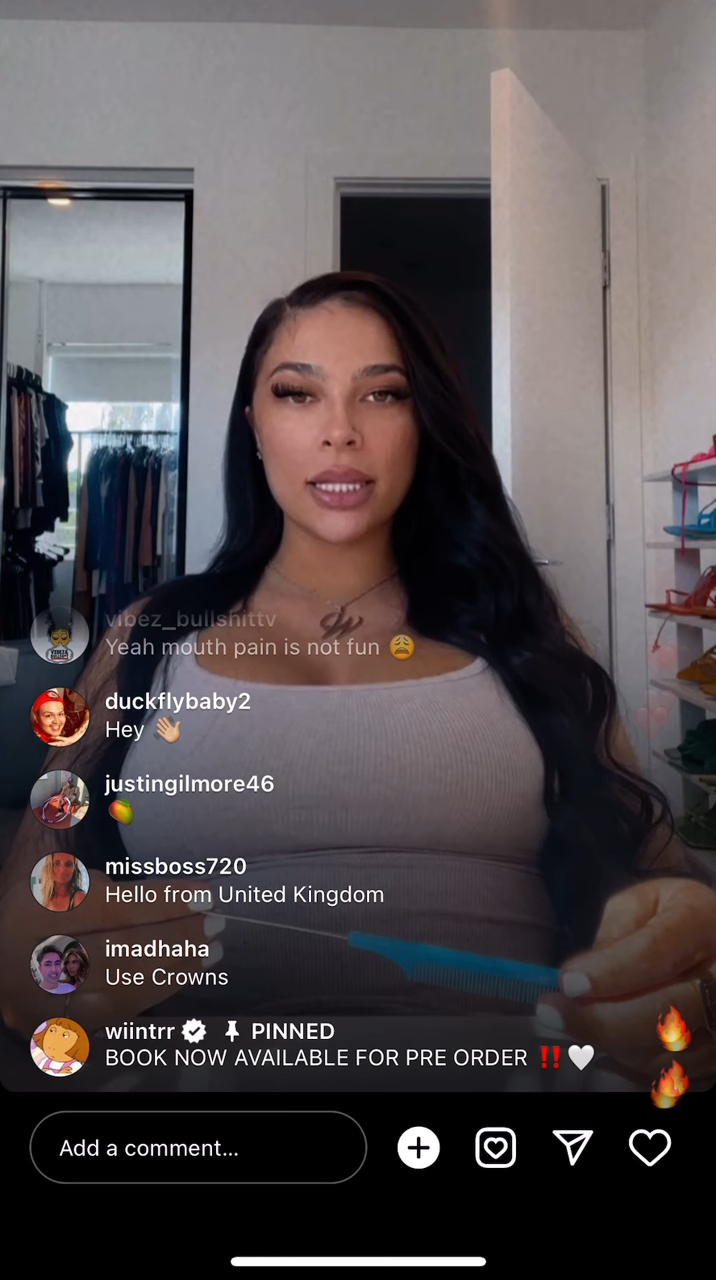 vibez_bullshittv
Yeah mouth pain is not fun 😩
duckflybaby2
Hey 👋🏼
justingilmore46
🥭
missboss720
Hello from United Kingdom
imadhaha
Use Crowns
wiintrr PINNED
BOOK NOW AVAILABLE FOR PRE ORDER ‼️🤍
Add a comment...